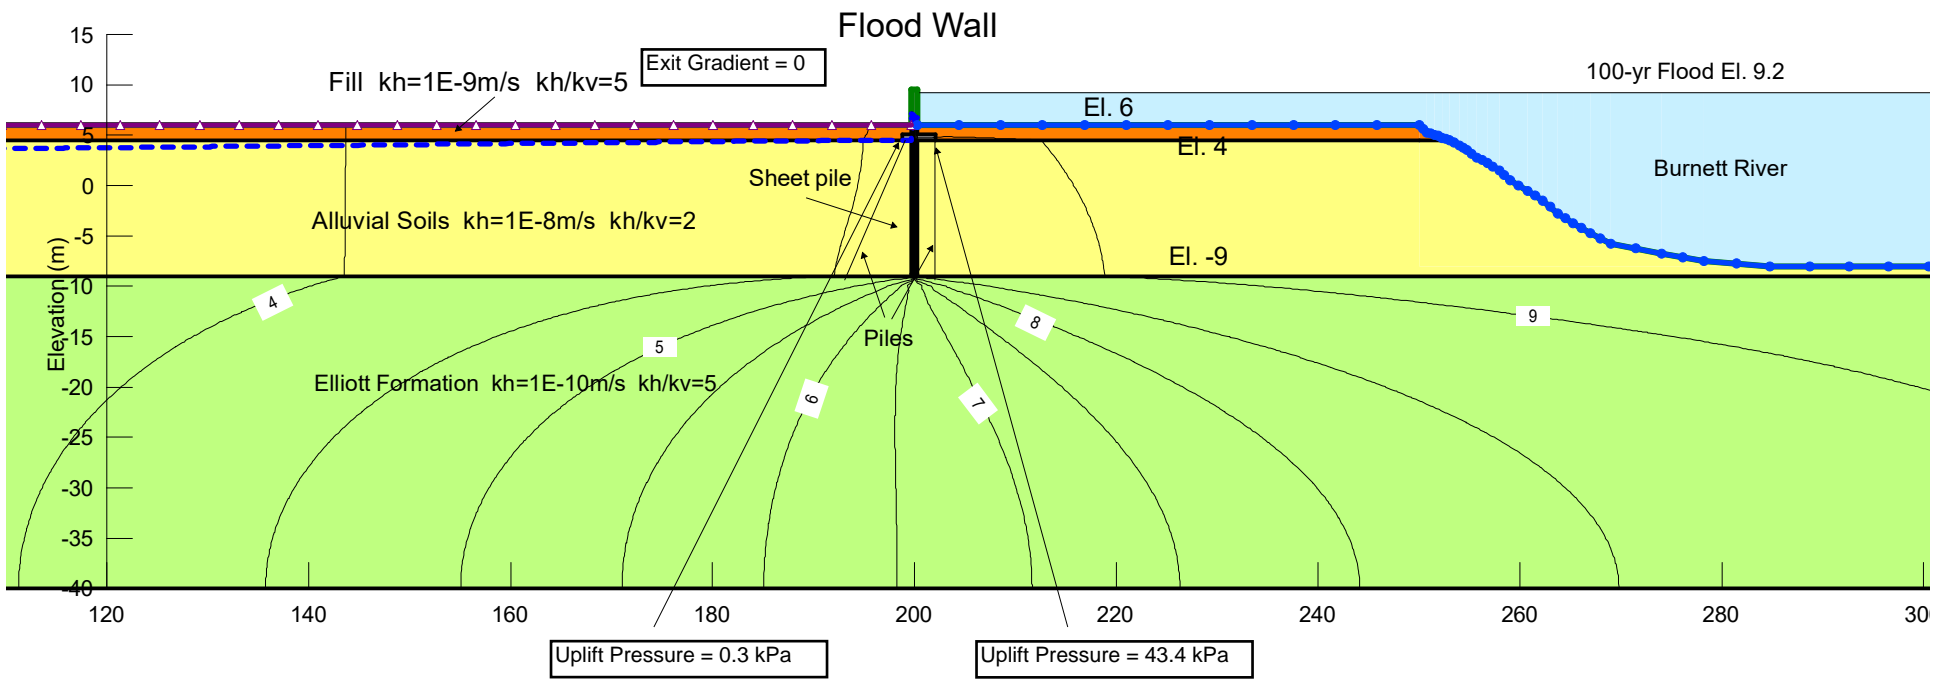 Flood Wall
15
Exit Gradient = 0
100-yr Flood El. 9.2
Fill kh=1E-9m/s kh/kv=5
10
El. 6
5
El. 4
Burnett River
Sheet pile
0
Alluvial Soils kh=1E-8m/s kh/kv=2
-5
El. -9
Elevation (m)
-10
4
9
8
-15
Piles
5
Elliott Formation kh=1E-10m/s kh/kv=5
-20
6
7
-25
-30
-35
-40
120 140 160 180 200 220 240 260 280 30
Uplift Pressure = 0.3 kPa
Uplift Pressure = 43.4 kPa